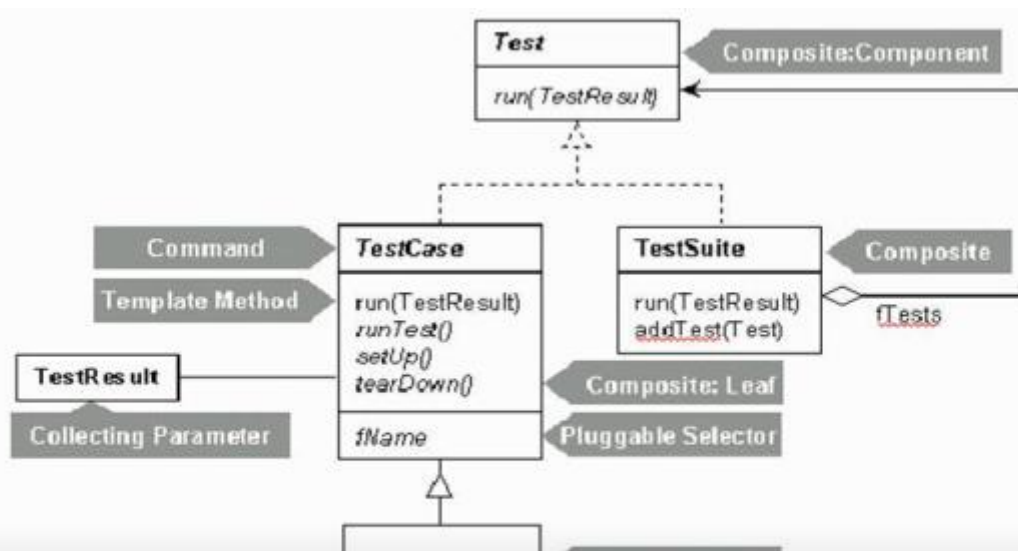 Test
Composite:Component
run(TestResult)
Command
TestCase
TestSuite
Composite
Template Method
run(TestResult)
runTest()
setUp()
tearDown()
run(TestResult)
addTest(Test)
fTests
TestResult
Composite: Leaf
Collecting Parameter
fName
Pluggable Selector